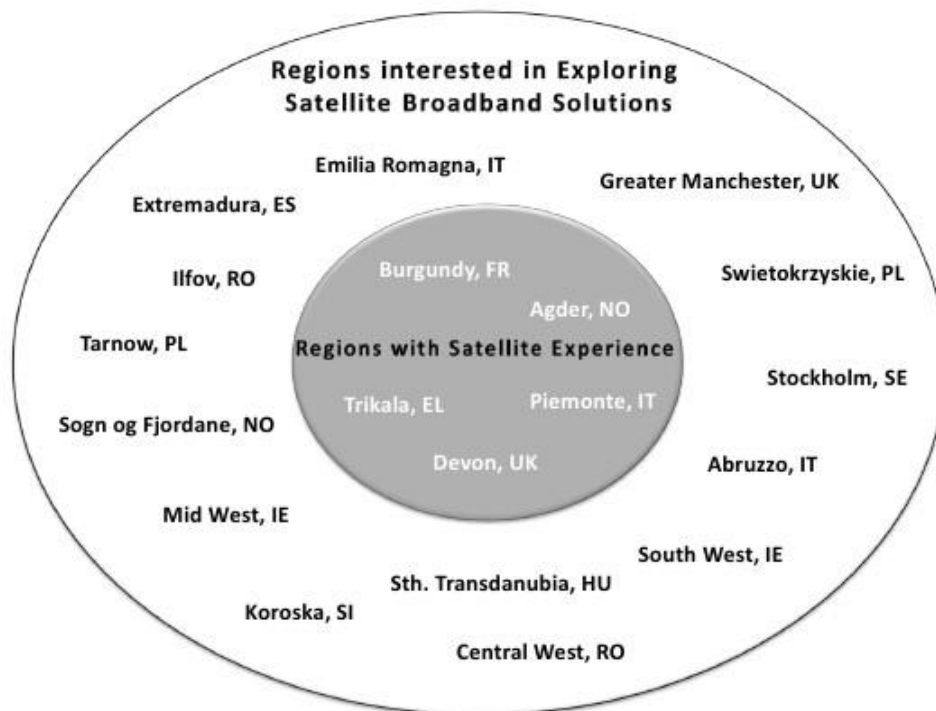 Regions interested in Exploring
Satellite Broadband Solutions
Emilia Romagna, IT
Greater Manchester, UK
Extremadura, ES
Burgundy, FR
Ilfov, RO
Swietokrzyskie, PL
Agder, NO
Tarnow, PL
Regions with Satellite Experience
Stockholm, SE
Trikala, EL
Piemonte, IT
Sogn og Fjordane, NO
Devon, UK
Abruzzo, IT
Mid West, IE
South West, IE
Sth. Transdanubia, HU
Koroska, SI
Central West, RO